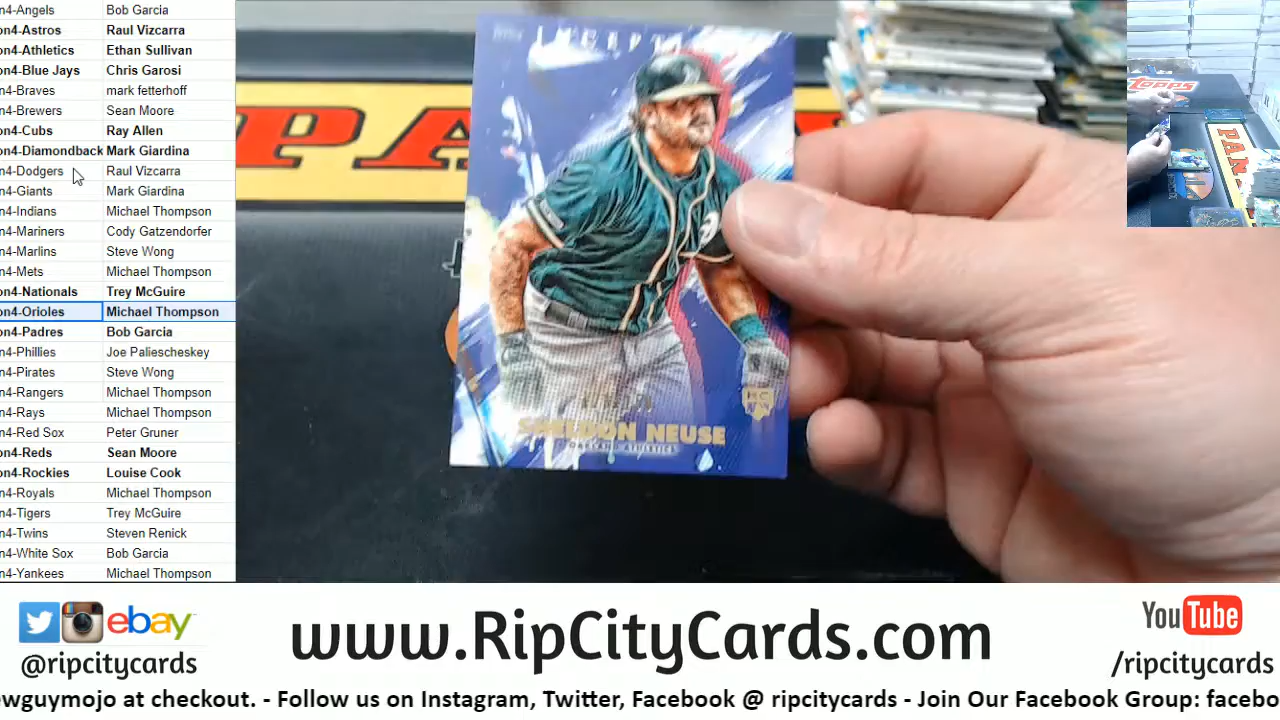 n4-Angels Bob Garcia
on4-Astros Raul Vizcarra
on4-Athletics Ethan Sullivan
on4-Blue Jays Chris Garosi
n4-Braves mark fetterhoff
n4-Brewers Sean Moore
on4-Cubs Ray Allen
on4-Diamondback Mark Giardina
n4-Dodgers Raul Vizcarra
n4-Giants Mark Giardina
n4-Indians Michael Thompson
n4-Mariners Cody Gatzendorfer
n4-Marlins Steve Wong
n4-Mets Michael Thompson
on4-Nationals Trey McGuire
on4-Orioles Michael Thompson
on4-Padres Bob Garcia
n4-Phillies Joe Paliescheskey
n4-Pirates Steve Wong
n4-Rangers Michael Thompson
n4-Rays Michael Thompson
n4-Red Sox Peter Gruner
on4-Reds Sean Moore
on4-Rockies Louise Cook
n4-Royals Michael Thompson
n4-Tigers Trey McGuire
n4-Twins Steven Renick
n4-White Sox Bob Garcia
n4-Yankees Michael Thompson
PA
SHELDON NEUSE
OAKLAND ATHLETICS
RC
topps
PANI
ebay
@ripcitycards
www.RipCityCards.com
YouTube
/ripcitycards
ewguymojo at checkout. - Follow us on Instagram, Twitter, Facebook @ ripcitycards - Join Our Facebook Group: facebo